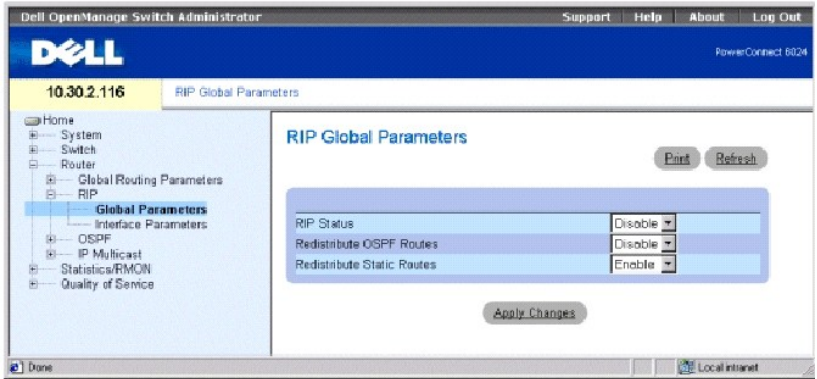 Dell OpenManage Switch Administrator
Support Help About Log Out
DELL
PowerConnect 6024
10.30.2.116
RIP Global Parameters
Home
System
Switch
Router
Global Routing Parameters
RIP
Global Parameters
Interface Parameters
OSPF
IP Multicast
Statistics/RMON
Quality of Service
RIP Global Parameters
Print Refresh
RIP Status Disable
Redistribute OSPF Routes Disable
Redistribute Static Routes Enable
Apply Changes
Done
Local intranet